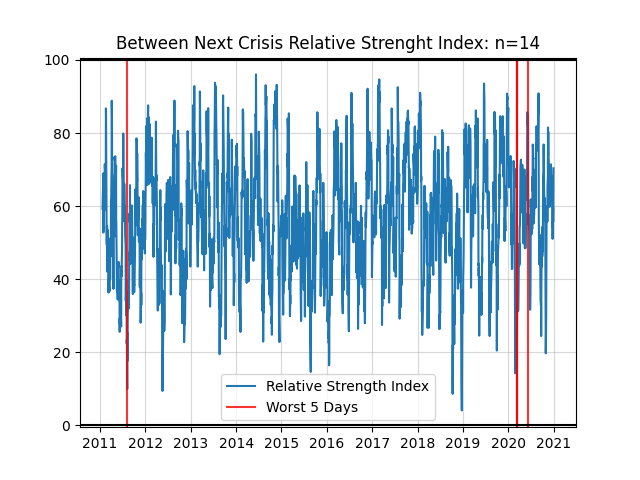 Between Next Crisis Relative Strenght Index: n=14
100
80
60
40
20
0
Relative Strength Index
Worst 5 Days
2011 2012 2013 2014 2015 2016 2017 2018 2019 2020 2021